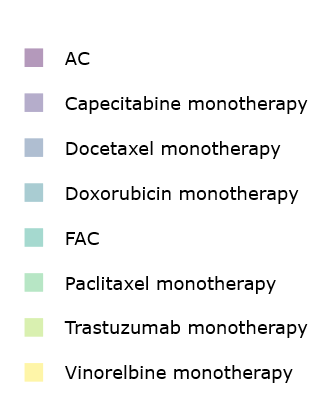 AC
Capecitabine monotherapy
Docetaxel monotherapy
Doxorubicin monotherapy
FAC
Paclitaxel monotherapy
Trastuzumab monotherapy
Vinorelbine monotherapy